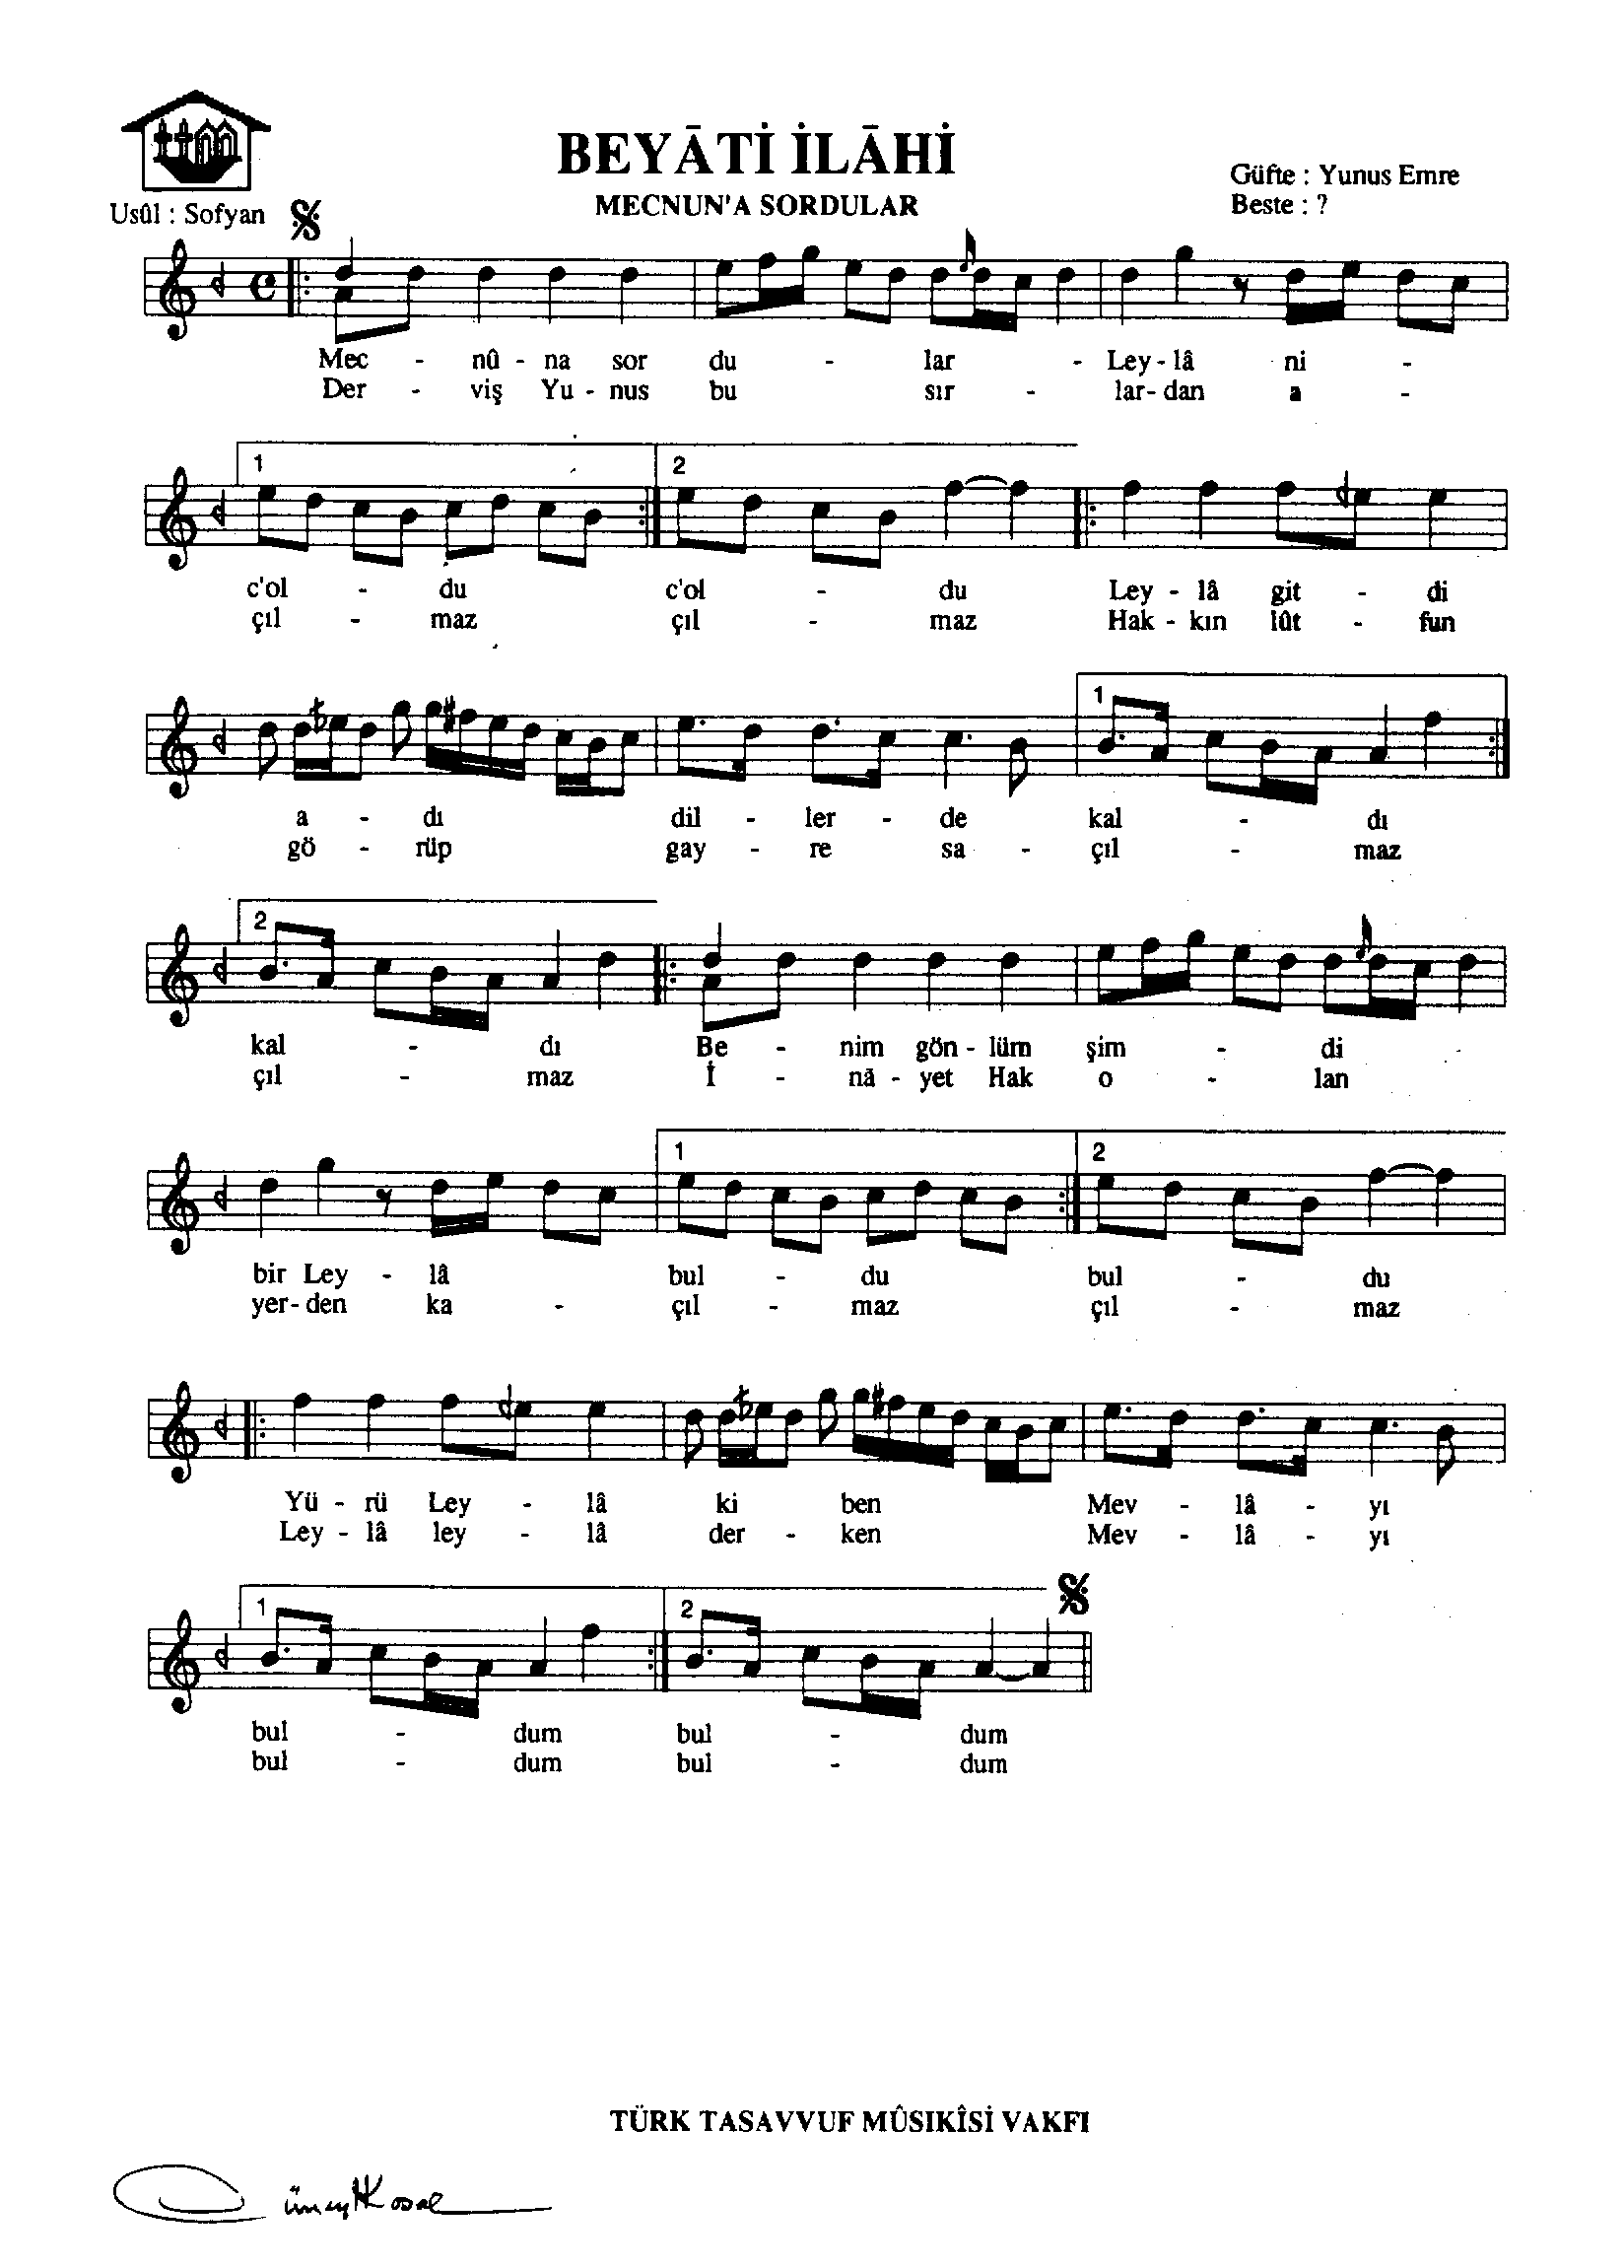 ttm
BEYĀTİ İLĀHİ
MECNUN'A SORDULAR
Güfte : Yunus Emre
Beste : ?
Usûl : Sofyan
Mec - nû - na sor du - lar - Ley - lâ ni -
Der - viş Yu - nus bu sır - lar - dan a -
1 2
c'ol - du c'ol - du Ley - lâ git - di
çıl - maz çıl - maz Hak - kın lût - fun
1
a - dı dil - ler - de kal - dı
gö - rüp gay - re sa - çıl - maz
2
kal - dı Be - nim gön - lüm şim - di -
çıl - maz İ - nā - yet Hak o - lan
1 2
bir Ley - lâ bul - du bul - du
yer - den ka - çıl - maz çıl - maz
Yü - rü Ley - lâ ki ben Mev - lâ - yı
Ley - lâ ley - lâ der - ken Mev - lâ - yı
1 2
bul - dum bul - dum
bul - dum bul - dum
TÜRK TASAVVUF MÛSIKÎSİ VAKFI